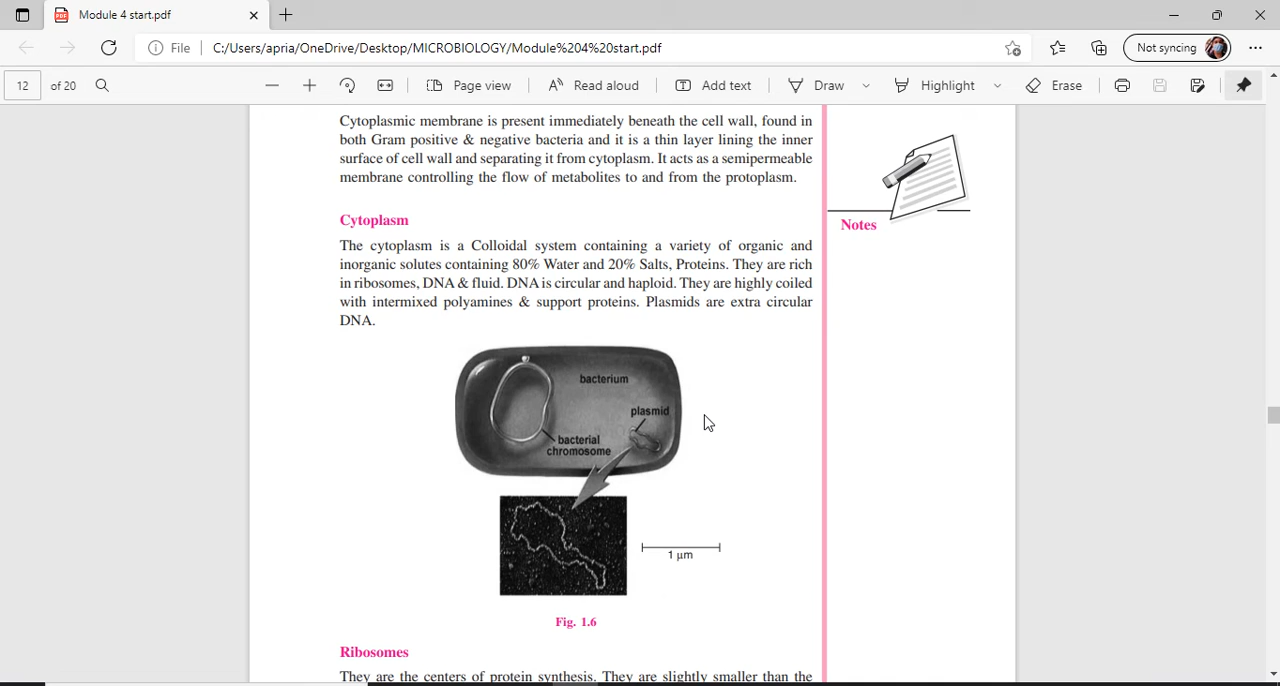 Module 4 start.pdf
File
C:/Users/apria/OneDrive/Desktop/MICROBIOLOGY/Module%204%20start.pdf
Not syncing
12 of 20
Page view
Read aloud
Add text
Draw
Highlight
Erase
Cytoplasmic membrane is present immediately beneath the cell wall, found in
both Gram positive & negative bacteria and it is a thin layer lining the inner
surface of cell wall and separating it from cytoplasm. It acts as a semipermeable
membrane controlling the flow of metabolites to and from the protoplasm.
Notes
Cytoplasm
The cytoplasm is a Colloidal system containing a variety of organic and
inorganic solutes containing 80% Water and 20% Salts, Proteins. They are rich
in ribosomes, DNA & fluid. DNA is circular and haploid. They are highly coiled
with intermixed polyamines & support proteins. Plasmids are extra circular
DNA.
bacterium
plasmid
bacterial
chromosome
1 µm
Fig. 1.6
Ribosomes
They are the centers of protein synthesis. They are slightly smaller than the